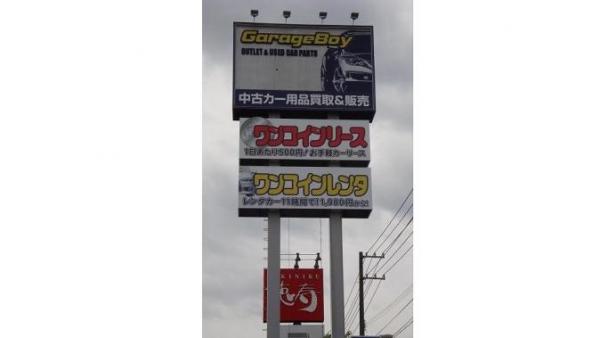 GarageBoy
OUTLET & USED CAR PARTS
中古カー用品買取&販売
ワンコインリース
1日あたり500円!お手軽カーリース
ワンコインレンタ
レンタカー11時間で1,980円から!